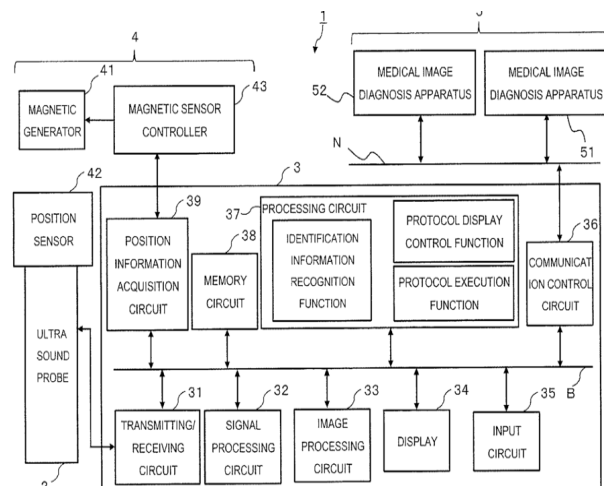 1
5
4
41
43
52
MAGNETIC
GENERATOR
MAGNETIC SENSOR
CONTROLLER
MEDICAL IMAGE
DIAGNOSIS APPARATUS
MEDICAL IMAGE
DIAGNOSIS APPARATUS
51
N
42
3
POSITION
SENSOR
39
37
PROCESSING CIRCUIT
36
POSITION
INFORMATION
ACQUISITION
CIRCUIT
38
MEMORY
CIRCUIT
IDENTIFICATION
INFORMATION
RECOGNITION
FUNCTION
PROTOCOL DISPLAY
CONTROL FUNCTION
PROTOCOL EXECUTION
FUNCTION
COMMUNICAT
ION CONTROL
CIRCUIT
ULTRA
SOUND
PROBE
B
31
32
33
34
35
TRANSMITTING/
RECEIVING
CIRCUIT
SIGNAL
PROCESSING
CIRCUIT
IMAGE
PROCESSING
CIRCUIT
DISPLAY
INPUT
CIRCUIT
2